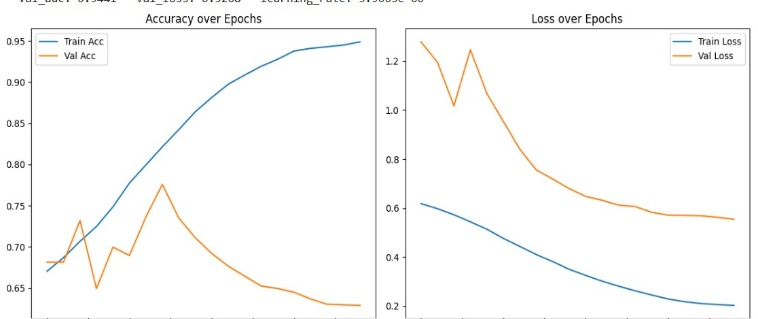 Accuracy over Epochs
Loss over Epochs
Train Acc
Val Acc
0.95
0.90
0.85
0.80
0.75
0.70
0.65
Train Loss
Val Loss
1.2
1.0
0.8
0.6
0.4
0.2